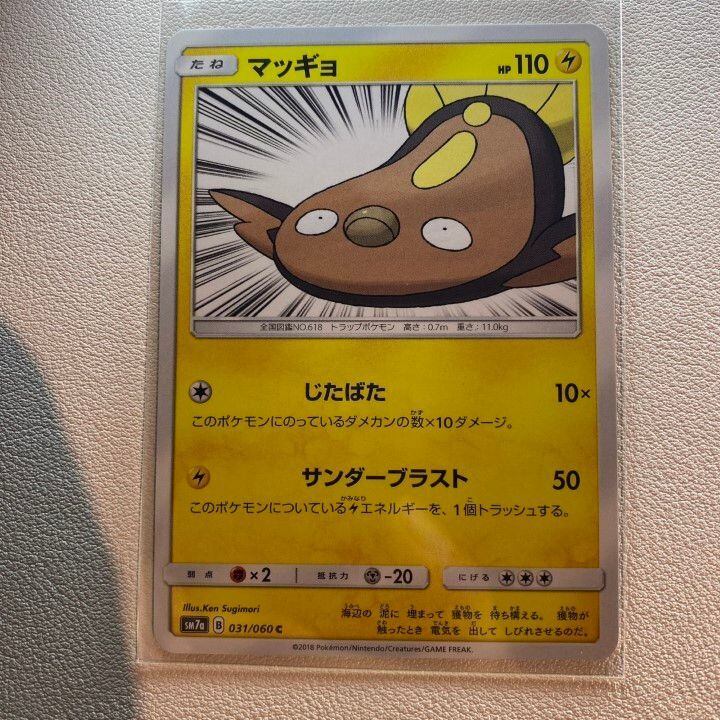 たね マッギョ HP 110
全国図鑑NO.618 トラップポケモン 高さ:0.7m 重さ:11.0kg
じたばた 10×
このポケモンにのっているダメカンの数×10ダメージ。
サンダーブラスト 50
このポケモンについているエネルギーを、1個トラッシュする。
弱点 ×2 抵抗力 -20 にげる
Illus.Ken Sugimori
SM7a B 031/060 C
海辺の 泥に 埋まって 獲物を 待ち構える。 獲物が
触ったとき 電気を 出して しびれさせるのだ。
©2018 Pokémon/Nintendo/Creatures/GAME FREAK.